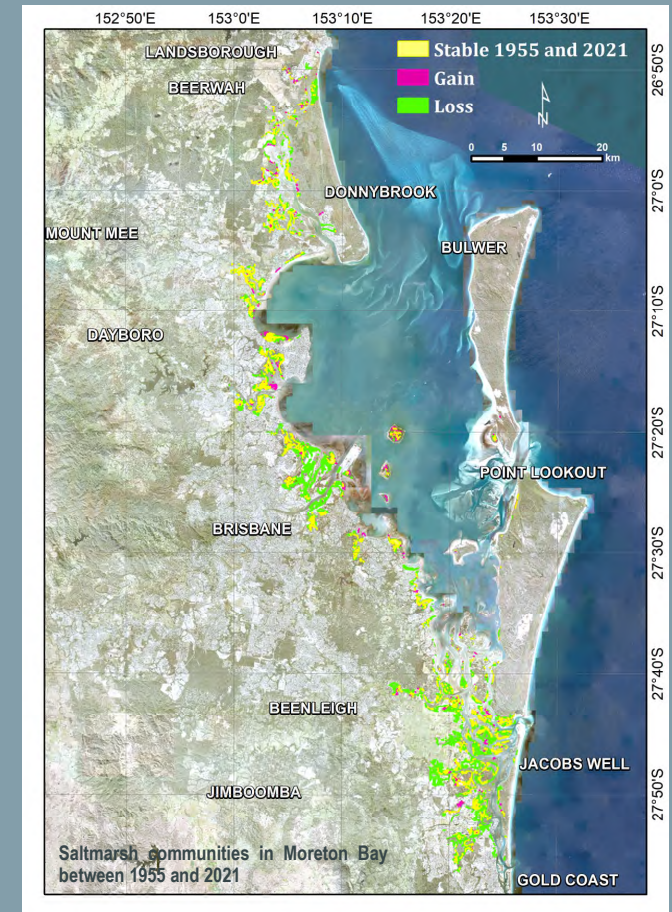 152°50'E 153°0'E 153°10'E 153°20'E 153°30'E
LANDSBOROUGH
BEERWAH
Stable 1955 and 2021
Gain
Loss
N
0 5 10 20
km
26°50'S
DONNYBROOK
27°0'S
MOUNT MEE
BULWER
27°10'S
DAYBORO
27°20'S
POINT LOOKOUT
BRISBANE
27°30'S
27°40'S
BEENLEIGH
JACOBS WELL
JIMBOOMBA
27°50'S
Saltmarsh communities in Moreton Bay
between 1955 and 2021
GOLD COAST